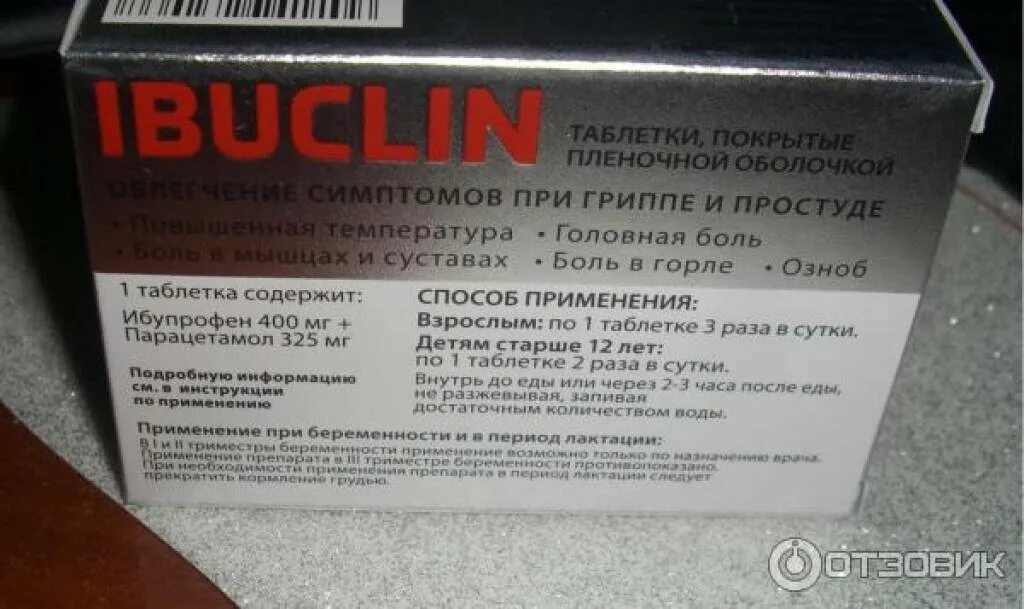 IBUCLIN
ТАБЛЕТКИ, ПОКРЫТЫЕ
ПЛЕНОЧНОЙ ОБОЛОЧКОЙ
ОБЛЕГЧЕНИЕ СИМПТОМОВ ПРИ ГРИППЕ И ПРОСТУДЕ
• Повышенная температура • Головная боль
• Боль в мышцах и суставах • Боль в горле • Озноб
1 таблетка содержит:
Ибупрофен 400 мг +
Парацетамол 325 мг
Подробную информацию
см. в инструкции
по применению
СПОСОБ ПРИМЕНЕНИЯ:
Взрослым: по 1 таблетке 3 раза в сутки.
Детям старше 12 лет:
по 1 таблетке 2 раза в сутки.
Внутрь до еды или через 2-3 часа после еды,
не разжевывая, запивая
достаточным количеством воды.
Применение при беременности и в период лактации:
В I и II триместры беременности применение возможно только по назначению врача.
Применение препарата в III триместре беременности противопоказано.
При необходимости применения препарата в период лактации следует
прекратить кормление грудью.
ОТЗОВИК